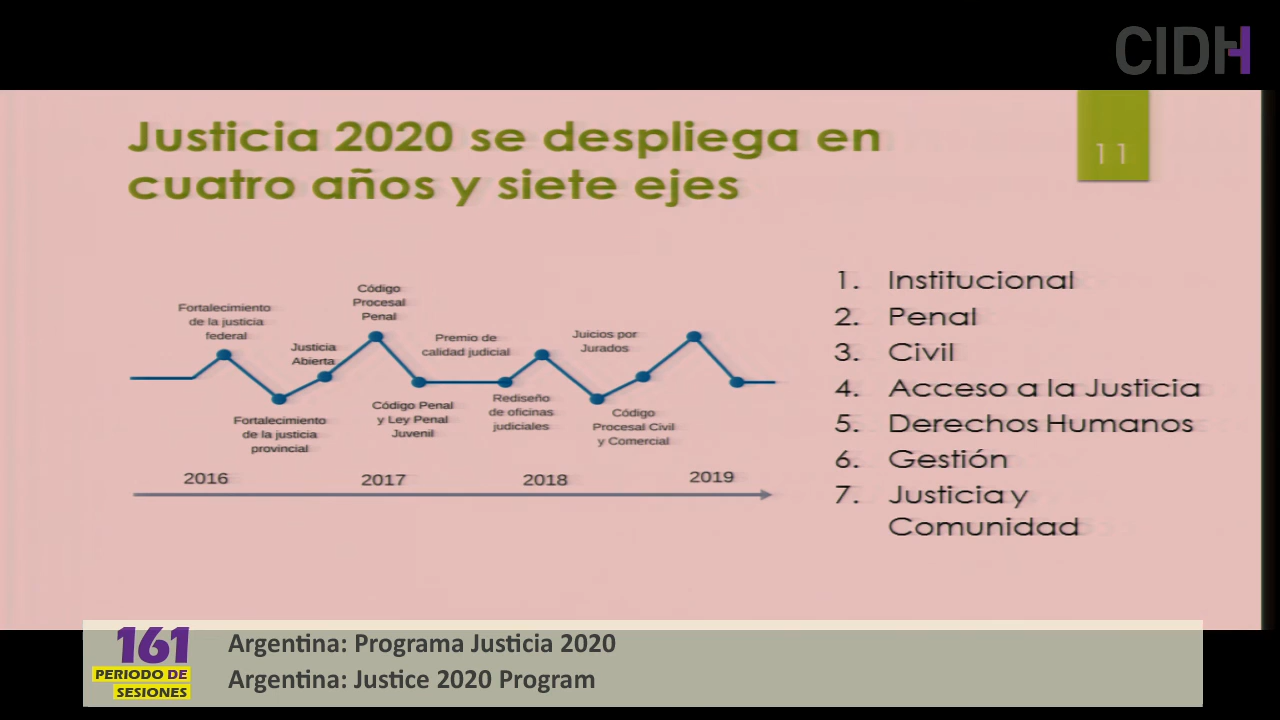 CIDH
Justicia 2020 se despliega en
cuatro años y siete ejes
11
Fortalecimiento
de la justicia
federal
Fortalecimiento
de la justicia
provincial
Justicia
Abierta
Código
Procesal
Penal
Código Penal
y Ley Penal
Juvenil
Premio de
calidad judicial
Rediseño
de oficinas
judiciales
Juicios por
Jurados
Código
Procesal Civil
y Comercial
2016
2017
2018
2019
1. Institucional
2. Penal
3. Civil
4. Acceso a la Justicia
5. Derechos Humanos
6. Gestión
7. Justicia y
Comunidad
161
PERIODO DE
SESIONES
Argentina: Programa Justicia 2020
Argentina: Justice 2020 Program